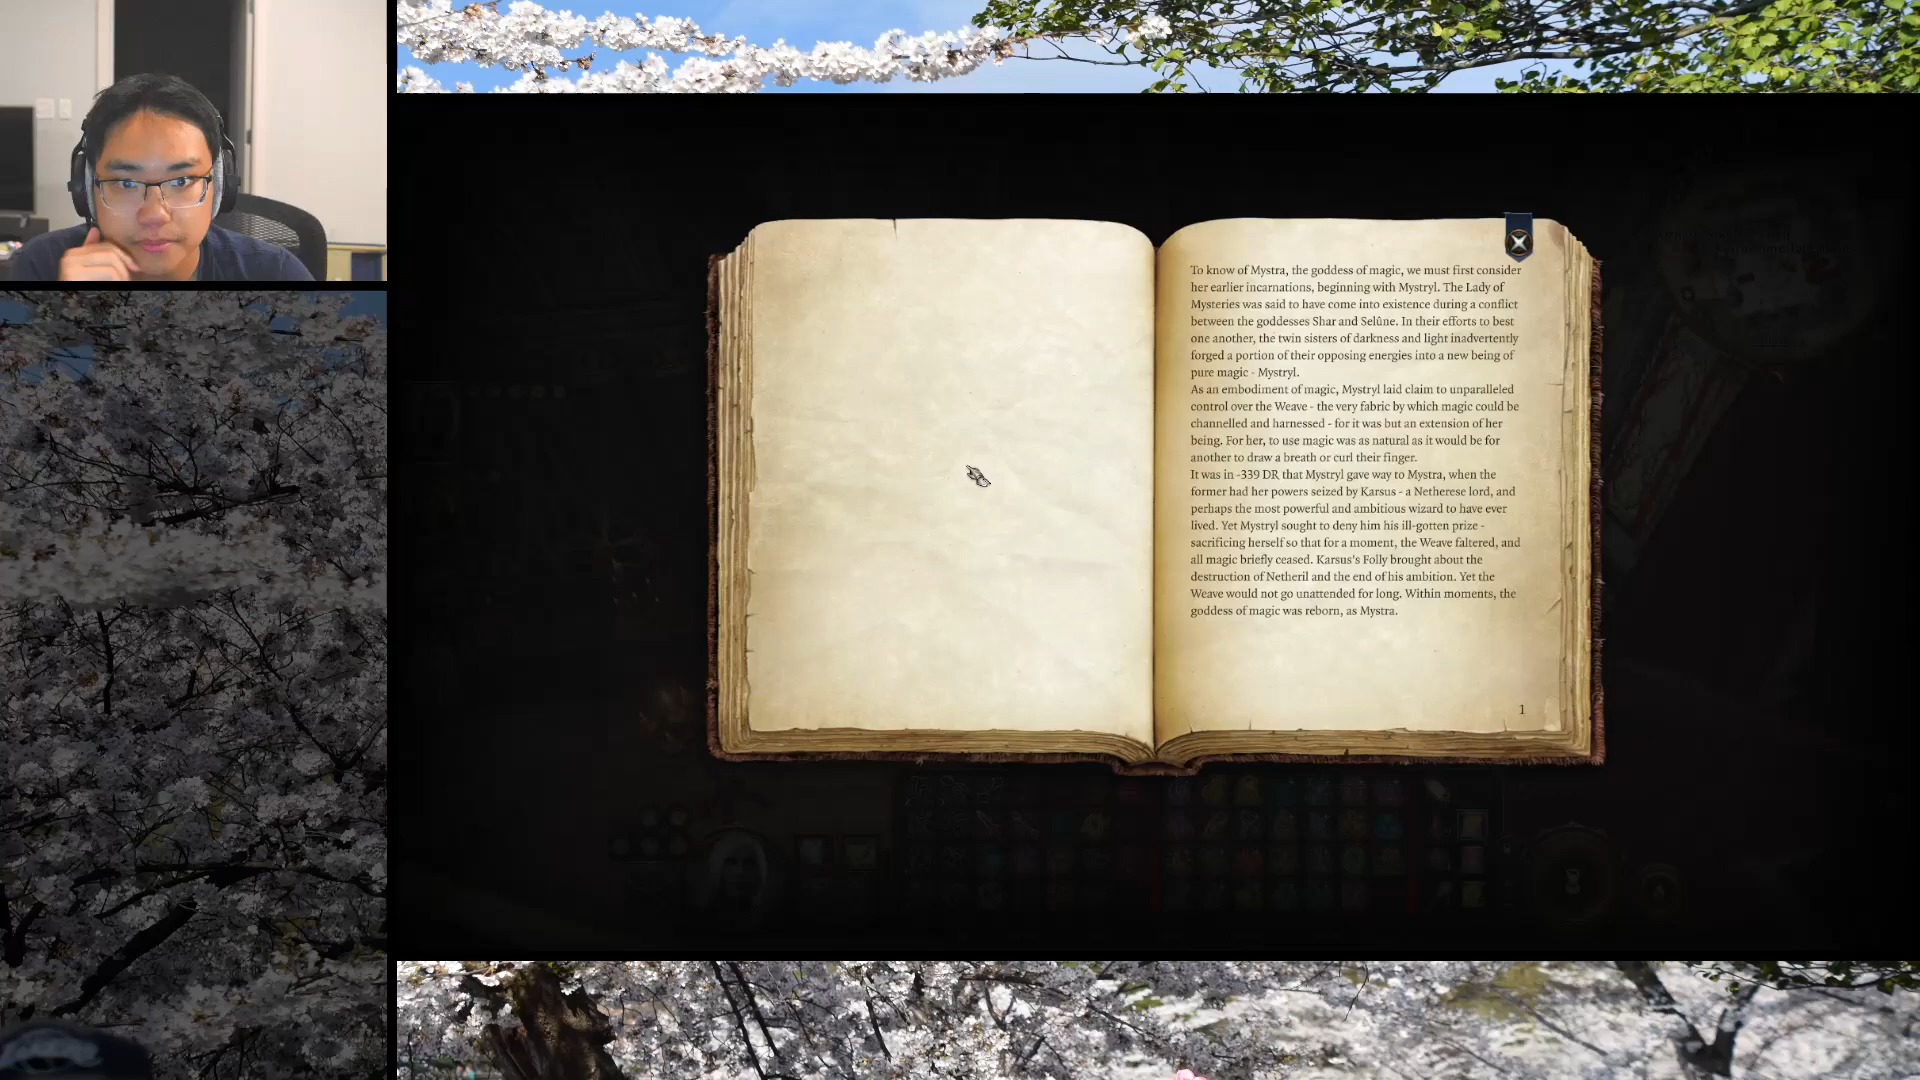 To know of Mystra, the goddess of magic, we must first consider
her earlier incarnations, beginning with Mystryl. The Lady of
Mysteries was said to have come into existence during a conflict
between the goddesses Shar and Selûne. In their efforts to best
one another, the twin sisters of darkness and light inadvertently
forged a portion of their opposing energies into a new being of
pure magic - Mystryl.
As an embodiment of magic, Mystryl laid claim to unparalleled
control over the Weave - the very fabric by which magic could be
channelled and harnessed - for it was but an extension of her
being. For her, to use magic was as natural as it would be for
another to draw a breath or curl their finger.
It was in -339 DR that Mystryl gave way to Mystra, when the
former had her powers seized by Karsus - a Netherese lord, and
perhaps the most powerful and ambitious wizard to have ever
lived. Yet Mystryl sought to deny him his ill-gotten prize -
sacrificing herself so that for a moment, the Weave faltered, and
all magic briefly ceased. Karsus's Folly brought about the
destruction of Netheril and the end of his ambition. Yet the
Weave would not go unattended for long. Within moments, the
goddess of magic was reborn, as Mystra.
1